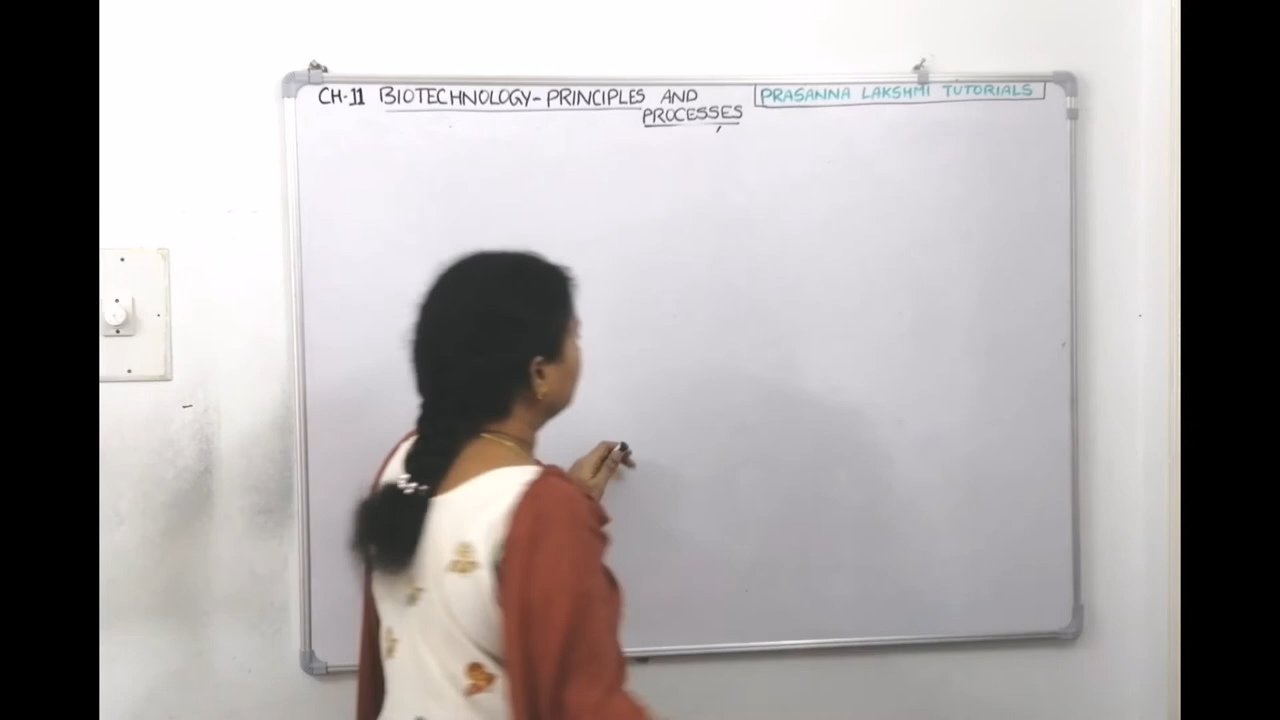 CH-11 BIOTECHNOLOGY-PRINCIPLES AND
PROCESSES
PRASANNA LAKSHMI TUTORIALS